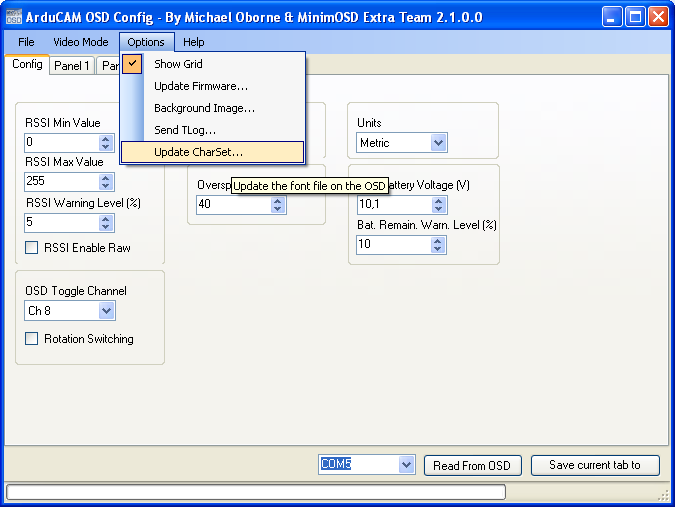 ArduCAM OSD Config - By Michael Oborne & MinimOSD Extra Team 2.1.0.0
File Video Mode Options Help
Config Panel 1
Show Grid
Update Firmware...
Background Image...
Send TLog...
Update CharSet...
Update the font file on the OSD
RSSI Min Value
0
RSSI Max Value
255
RSSI Warning Level (%)
5
RSSI Enable Raw
OSD Toggle Channel
Ch 8
Rotation Switching
40
Units
Metric
Voltage (V)
10,1
Bat. Remain. Warn. Level (%)
10
COM5 Read From OSD Save current tab to